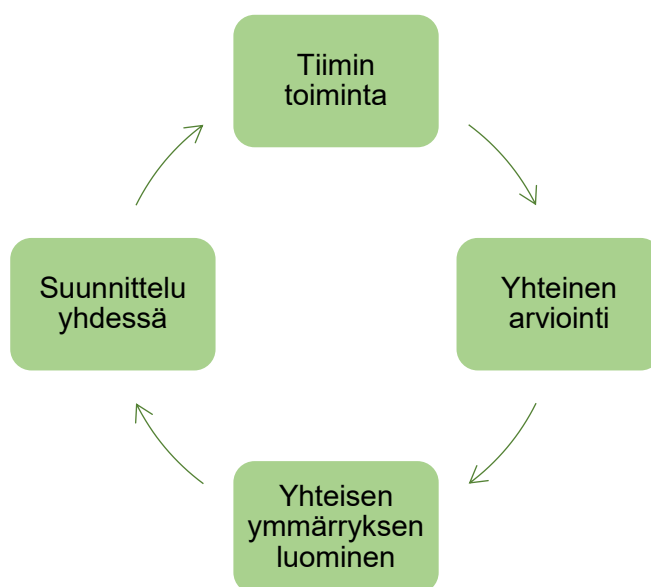 Tiimin
toiminta
Suunnittelu
yhdessä
Yhteinen
arviointi
Yhteisen
ymmärryksen
luominen